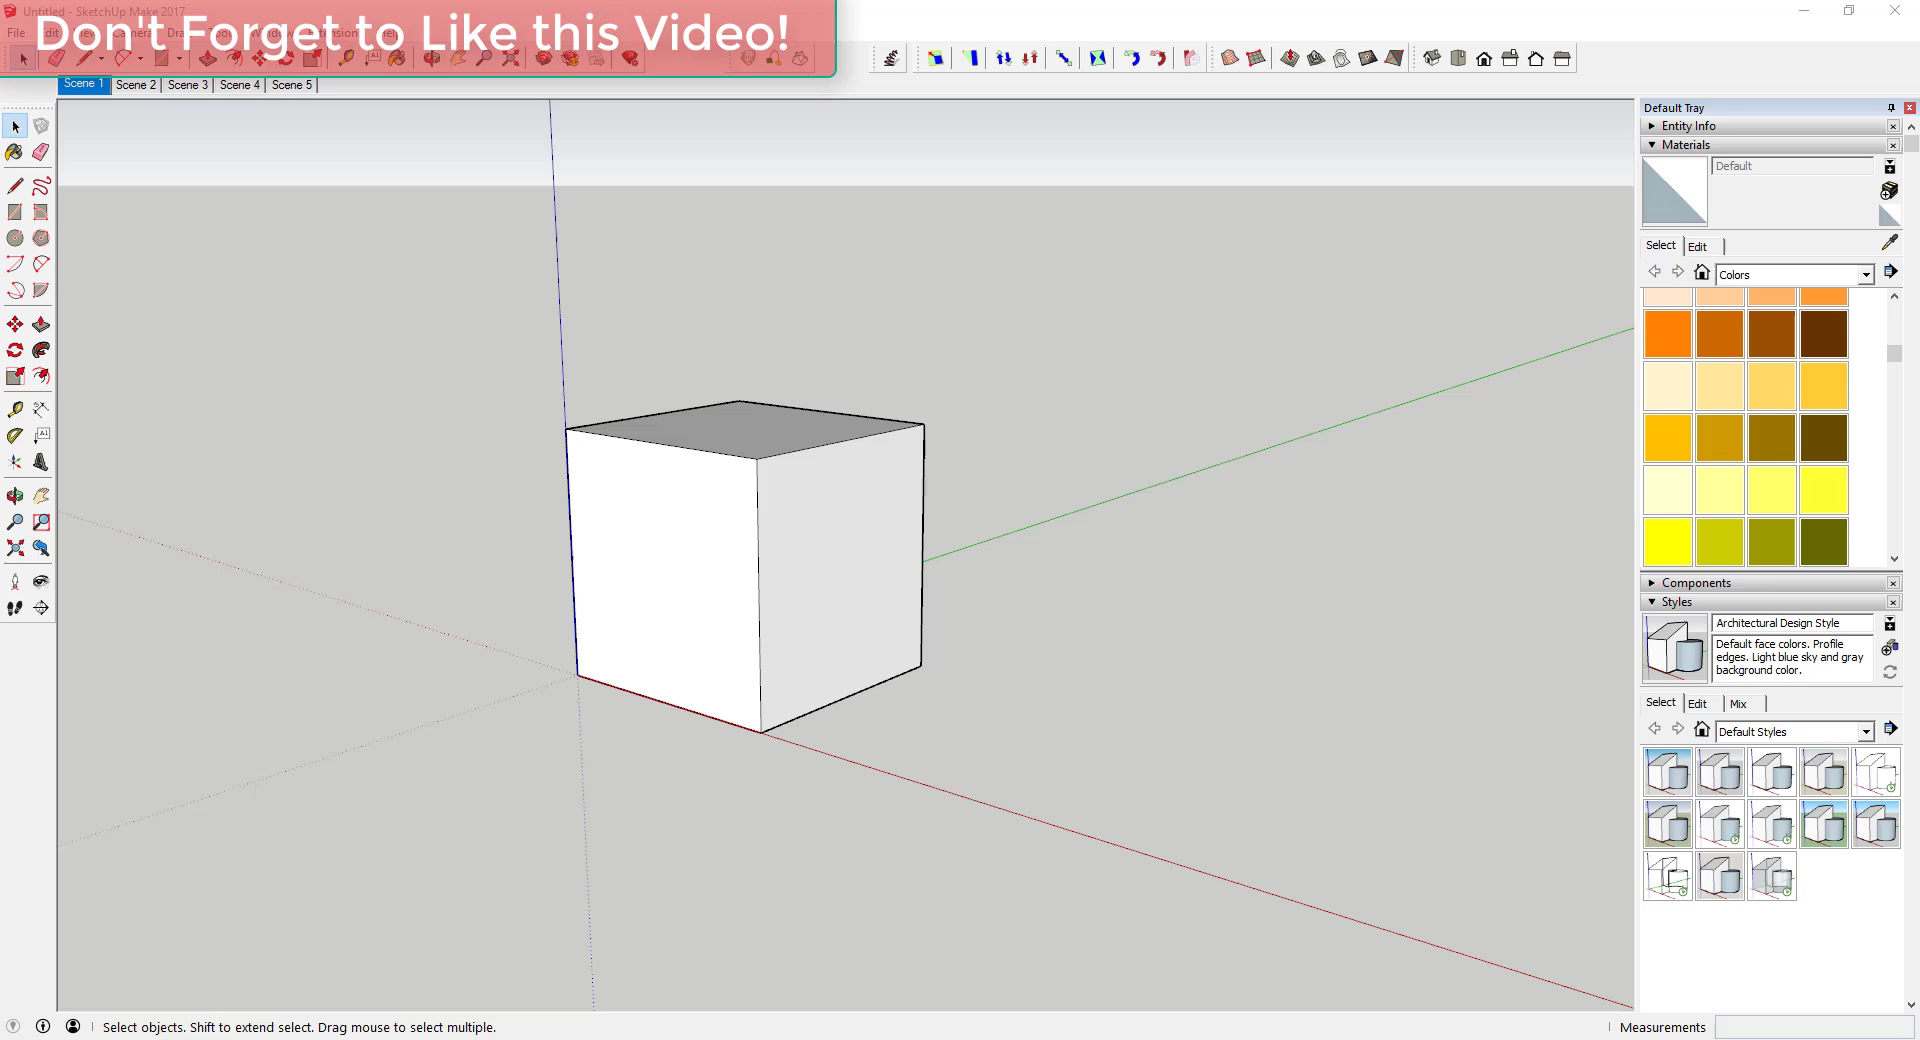 Untitled - SketchUp Make 2017
Don't Forget to Like this Video!
File
Camera
Scene 1
Scene 2
Scene 3
Scene 4
Scene 5
Default Tray
Entity Info
Materials
Default
Select
Edit
Colors
Components
Styles
Architectural Design Style
Default face colors. Profile
edges. Light blue sky and gray
background color.
Select
Edit
Mix
Default Styles
A1
Select objects. Shift to extend select. Drag mouse to select multiple.
Measurements